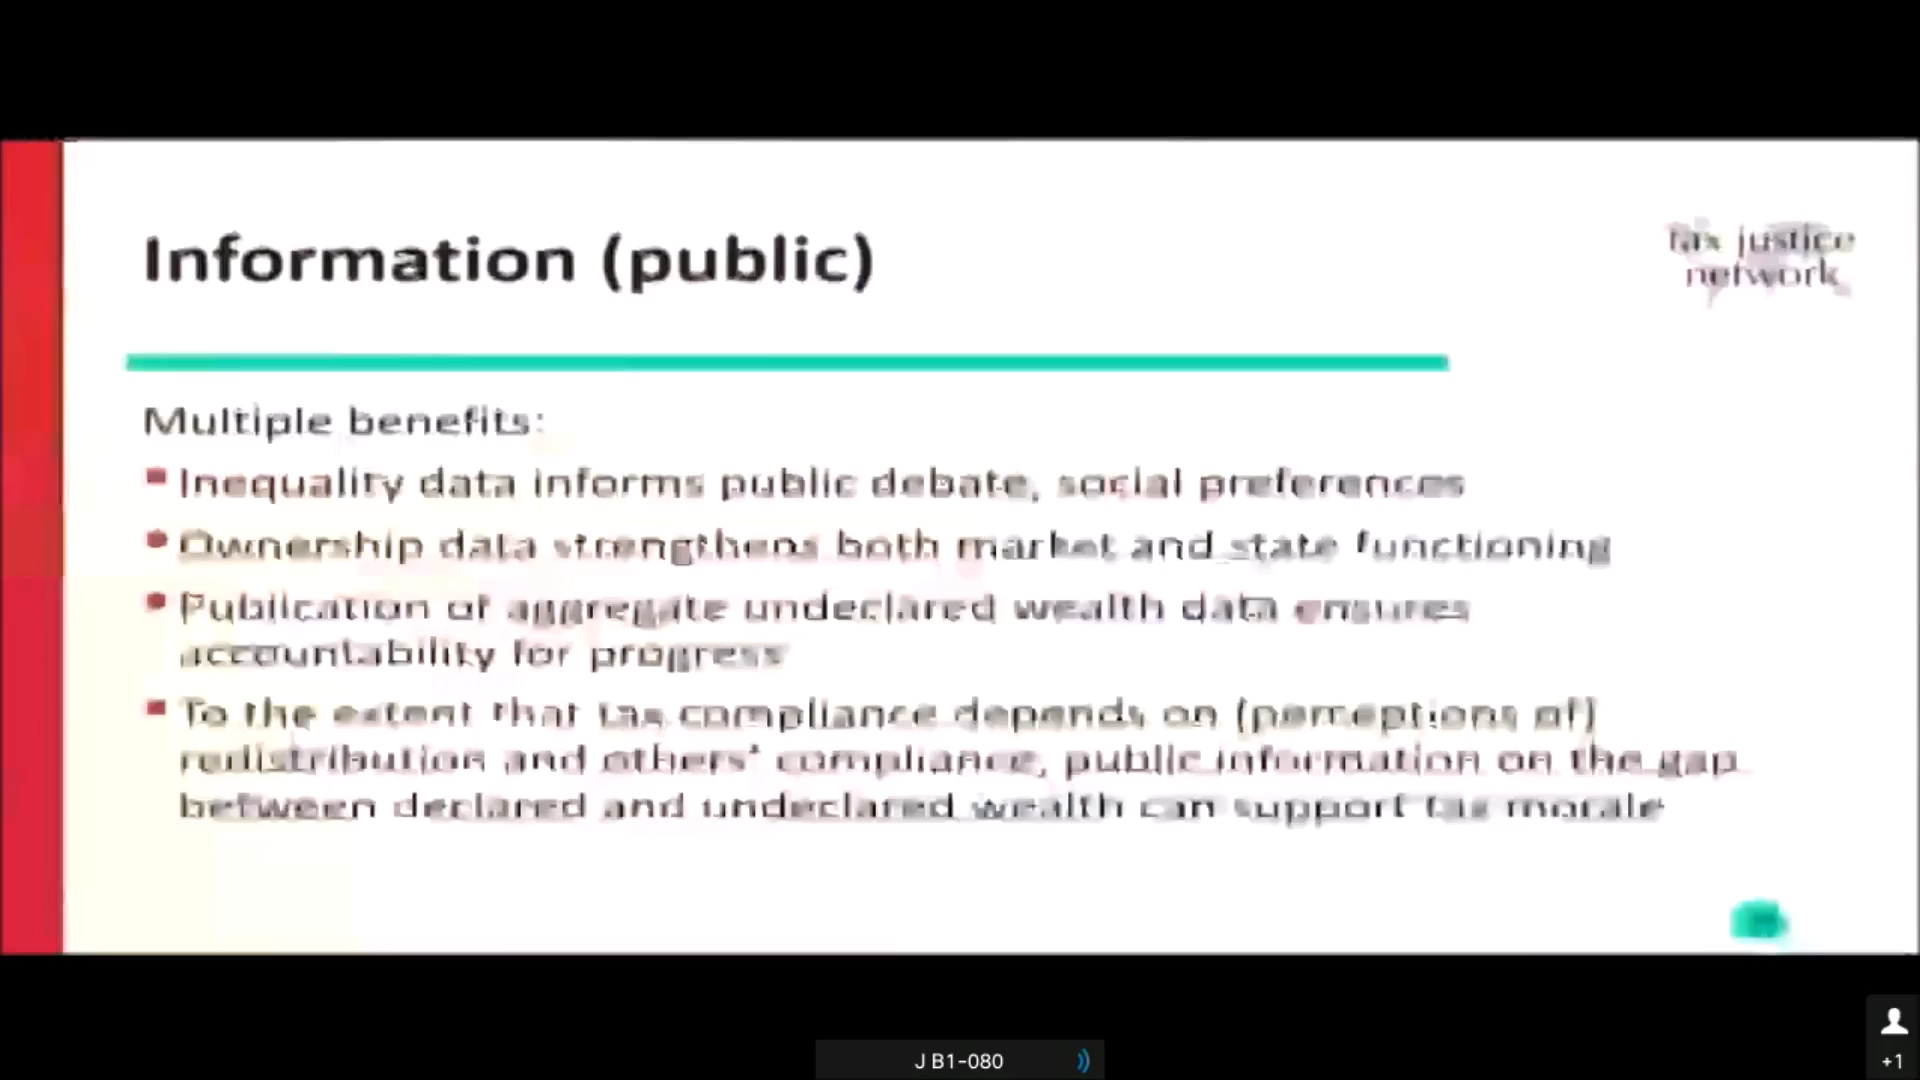 Information (public)
tax justice
network
Multiple benefits:
Inequality data informs public debate, social preferences
Ownership data strengthens both market and state functioning
Publication of aggregate undeclared wealth data ensures
accountability for progress
To the extent that tax compliance depends on (perceptions of)
redistribution and others' compliance, public information on the gap
between declared and undeclared wealth can support tax morale
J B1-080
+1